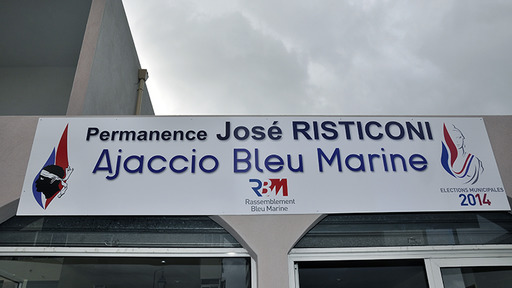 Permanence José RISTICONI
Ajaccio Bleu Marine
RBM
Rassemblement
Bleu Marine
ELECTIONS MUNICIPALES
2014